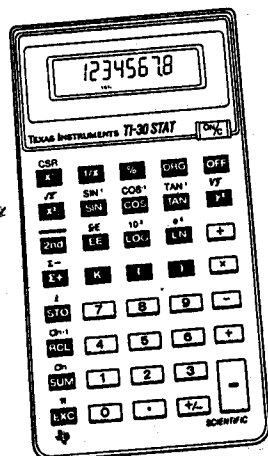 12345678
TEXAS INSTRUMENTS TI-30 STAT ON/C
CSR
1/x % DRG OFF
√x SIN⁻¹ COS⁻¹ TAN⁻¹
x² SIN COS TAN
10ˣ eˣ
2nd EE LOG LN ÷
Σ-
Σ+ K ( ) ×
STO 7 8 9 −
RCL 4 5 6 +
SUM 1 2 3
π
EXC 0 . +/−
SCIENTIFIC